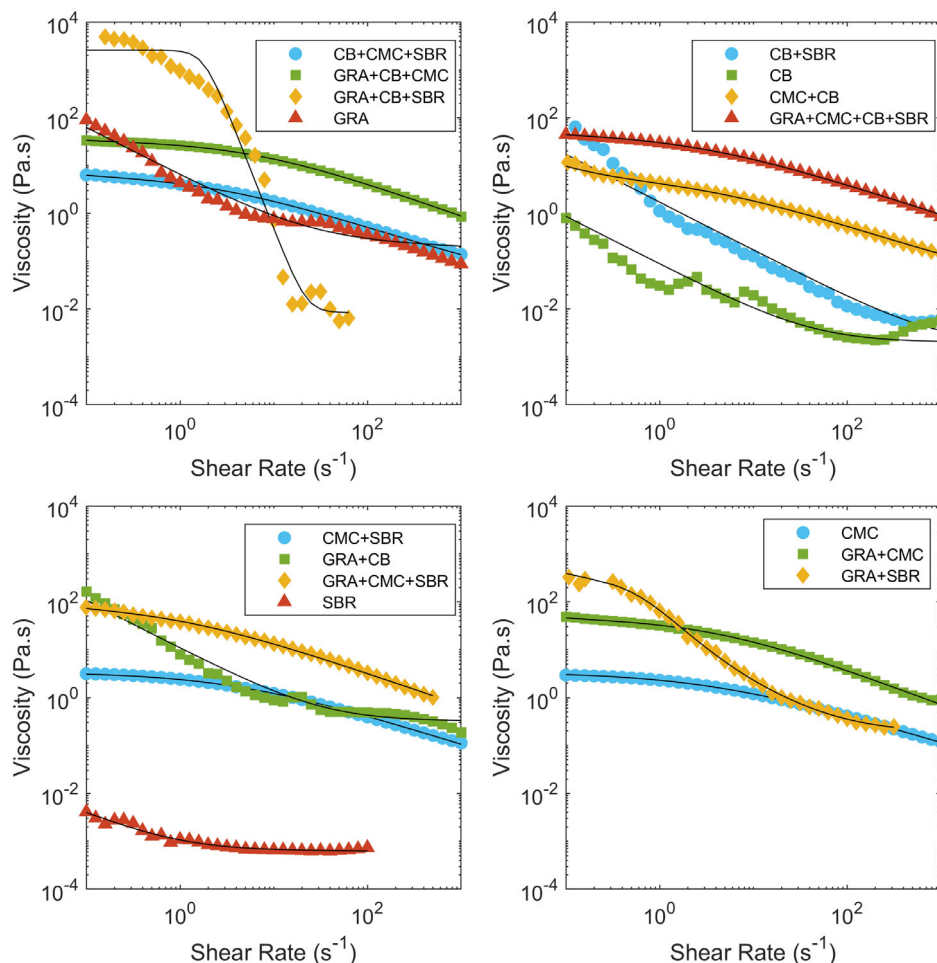 10^4
10^2
10^0
10^-2
10^-4
Viscosity (Pa.s)
CB+CMC+SBR
GRA+CB+CMC
GRA+CB+SBR
GRA
10^0
10^2
Shear Rate (s^-1)
10^4
10^2
10^0
10^-2
10^-4
Viscosity (Pa.s)
CB+SBR
CB
CMC+CB
GRA+CMC+CB+SBR
10^0
10^2
Shear Rate (s^-1)
10^4
10^2
10^0
10^-2
10^-4
Viscosity (Pa.s)
CMC+SBR
GRA+CB
GRA+CMC+SBR
SBR
10^0
10^2
Shear Rate (s^-1)
10^4
10^2
10^0
10^-2
10^-4
Viscosity (Pa.s)
CMC
GRA+CMC
GRA+SBR
10^0
10^2
Shear Rate (s^-1)